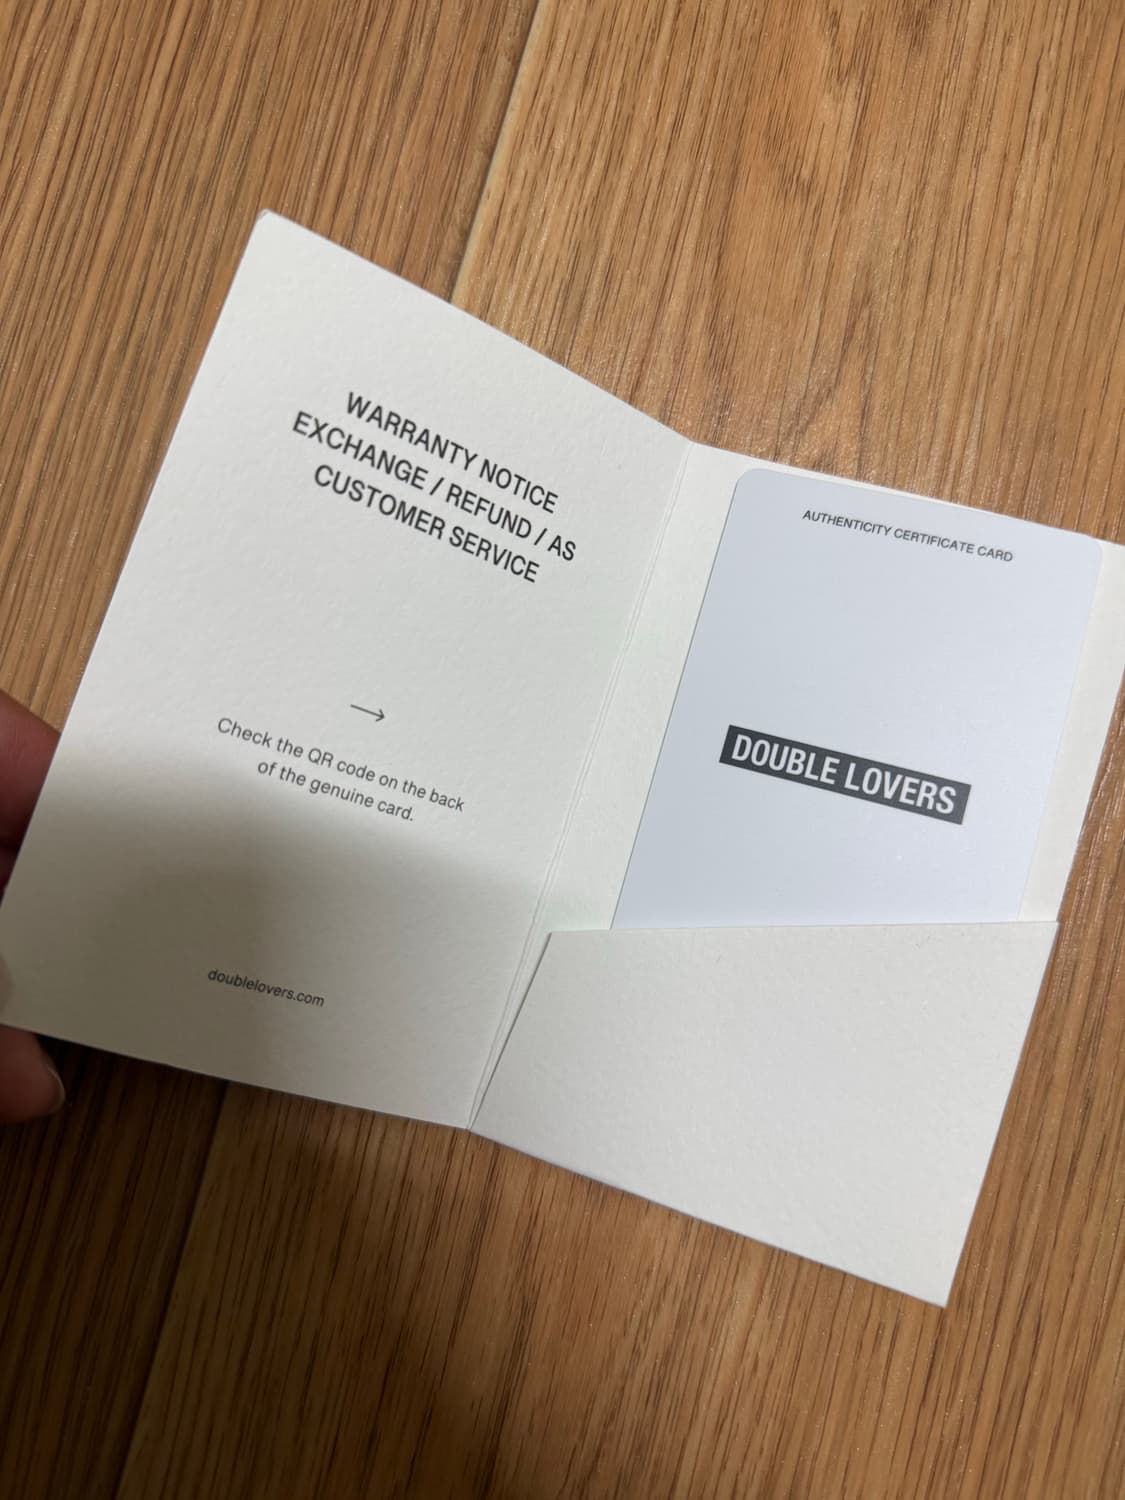 WARRANTY NOTICE
EXCHANGE / REFUND / AS
CUSTOMER SERVICE
→
Check the QR code on the back
of the genuine card.
doublelovers.com
AUTHENTICITY CERTIFICATE CARD
DOUBLE LOVERS